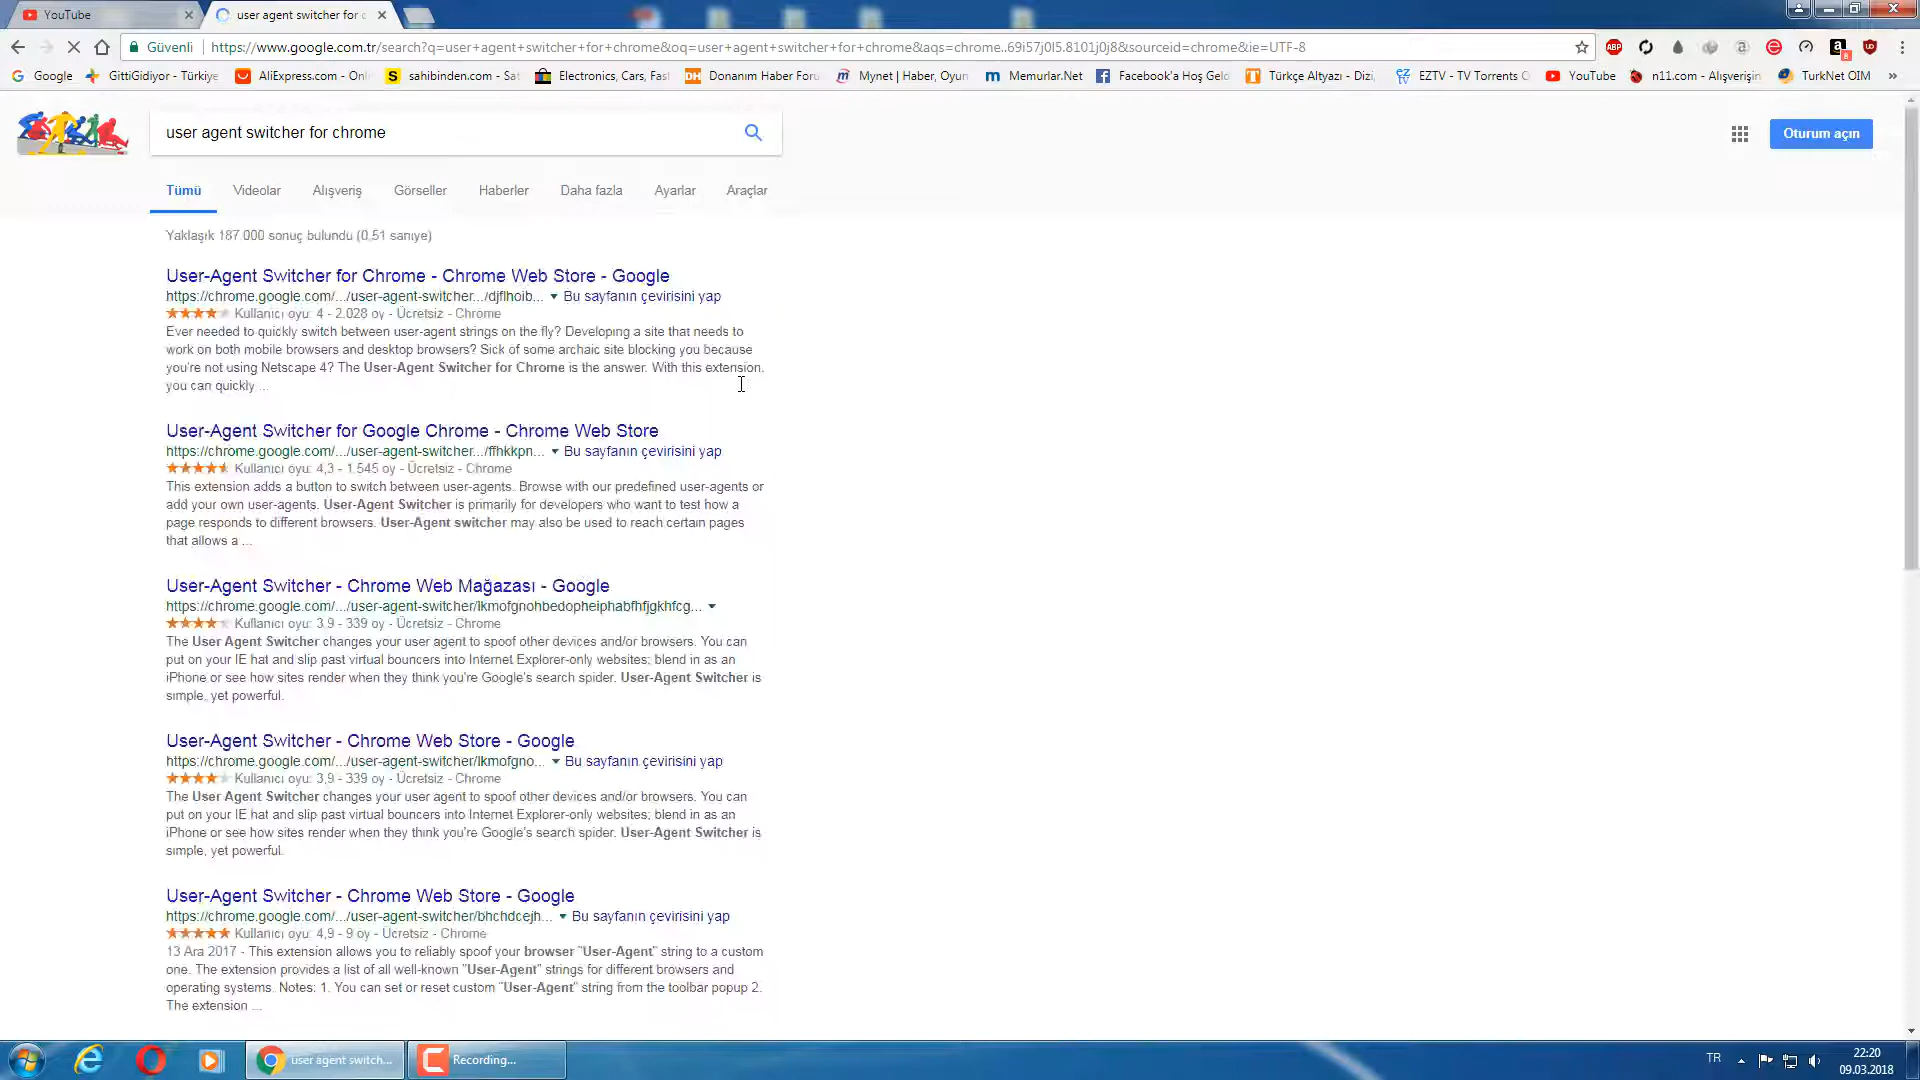 YouTube
user agent switcher for c
Güvenli
https://www.google.com.tr/search?q=user+agent+switcher+for+chrome&oq=user+agent+switcher+for+chrome&aqs=chrome..69i57j0l5.8101j0j8&sourceid=chrome&ie=UTF-8
Google
GittiGidiyor - Türkiye
AliExpress.com - Onl
sahibinden.com - Sat
Electronics, Cars, Fas
Donanım Haber Foru
Mynet | Haber, Oyun
Memurlar.Net
Facebook'a Hoş Gel
Türkçe Altyazı - Dizi,
EZTV - TV Torrents O
YouTube
n11.com - Alışverişin
TurkNet OIM
user agent switcher for chrome
Oturum açın
Tümü
Videolar
Alışveriş
Görseller
Haberler
Daha fazla
Ayarlar
Araçlar
Yaklaşık 187.000 sonuç bulundu (0,51 saniye)
User-Agent Switcher for Chrome - Chrome Web Store - Google
https://chrome.google.com/.../user-agent-switcher.../djflhoib... Bu sayfanın çevirisini yap
Kullanıcı oyu: 4 - 2.028 oy - Ücretsiz - Chrome
Ever needed to quickly switch between user-agent strings on the fly? Developing a site that needs to
work on both mobile browsers and desktop browsers? Sick of some archaic site blocking you because
you're not using Netscape 4? The User-Agent Switcher for Chrome is the answer. With this extension,
you can quickly ...
User-Agent Switcher for Google Chrome - Chrome Web Store
https://chrome.google.com/.../user-agent-switcher.../ffhkkpn... Bu sayfanın çevirisini yap
Kullanıcı oyu: 4,3 - 1.545 oy - Ücretsiz - Chrome
This extension adds a button to switch between user-agents. Browse with our predefined user-agents or
add your own user-agents. User-Agent Switcher is primarily for developers who want to test how a
page responds to different browsers. User-Agent switcher may also be used to reach certain pages
that allows a ...
User-Agent Switcher - Chrome Web Mağazası - Google
https://chrome.google.com/.../user-agent-switcher/lkmofgnohbedopheiphabfhfjgkhfcg...
Kullanıcı oyu: 3,9 - 339 oy - Ücretsiz - Chrome
The User Agent Switcher changes your user agent to spoof other devices and/or browsers. You can
put on your IE hat and slip past virtual bouncers into Internet Explorer-only websites; blend in as an
iPhone or see how sites render when they think you're Google's search spider. User-Agent Switcher is
simple, yet powerful.
User-Agent Switcher - Chrome Web Store - Google
https://chrome.google.com/.../user-agent-switcher/lkmofgno... Bu sayfanın çevirisini yap
Kullanıcı oyu: 3,9 - 339 oy - Ücretsiz - Chrome
The User Agent Switcher changes your user agent to spoof other devices and/or browsers. You can
put on your IE hat and slip past virtual bouncers into Internet Explorer-only websites; blend in as an
iPhone or see how sites render when they think you're Google's search spider. User-Agent Switcher is
simple, yet powerful.
User-Agent Switcher - Chrome Web Store - Google
https://chrome.google.com/.../user-agent-switcher/bhchdcejh... Bu sayfanın çevirisini yap
Kullanıcı oyu: 4,9 - 9 oy - Ücretsiz - Chrome
13 Ara 2017 - This extension allows you to reliably spoof your browser "User-Agent" string to a custom
one. The extension provides a list of all well-known "User-Agent" strings for different browsers and
operating systems. Notes: 1. You can set or reset custom "User-Agent" string from the toolbar popup 2.
The extension ...
user agent switch...
Recording...
TR
22:20
09.03.2018